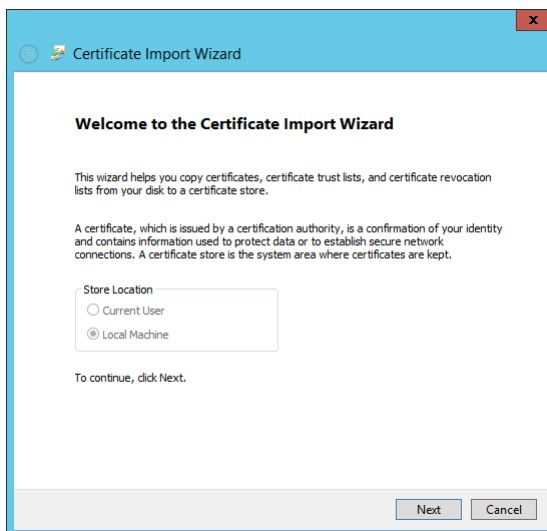 x
Certificate Import Wizard
Welcome to the Certificate Import Wizard
This wizard helps you copy certificates, certificate trust lists, and certificate revocation
lists from your disk to a certificate store.
A certificate, which is issued by a certification authority, is a confirmation of your identity
and contains information used to protect data or to establish secure network
connections. A certificate store is the system area where certificates are kept.
Store Location
Current User
Local Machine
To continue, click Next.
Next Cancel